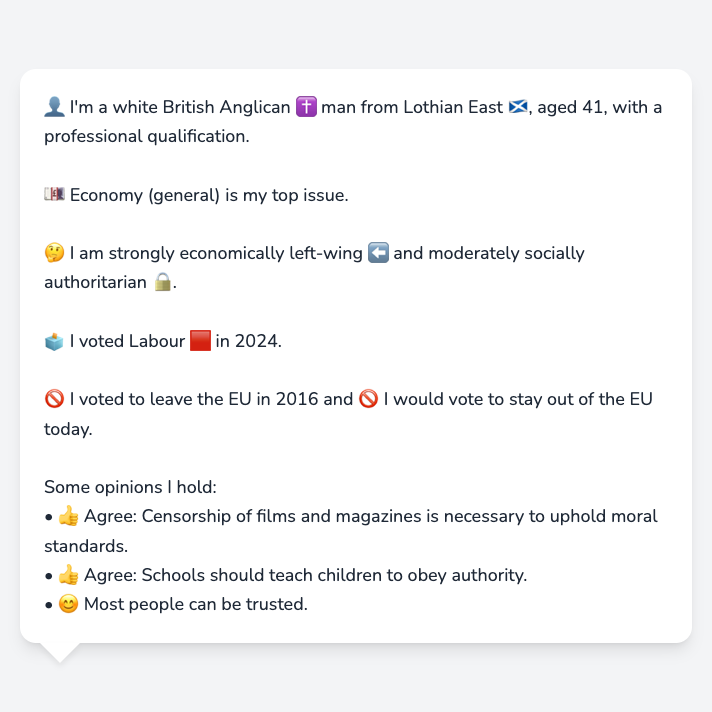 👤 I'm a white British Anglican ✝️ man from Lothian East 🏴󠁧󠁢󠁳󠁣󠁴󠁿, aged 41, with a
professional qualification.
💷 Economy (general) is my top issue.
🤔 I am strongly economically left-wing ⬅️ and moderately socially
authoritarian 🔒.
🗳️ I voted Labour 🟥 in 2024.
🚫 I voted to leave the EU in 2016 and 🚫 I would vote to stay out of the EU
today.
Some opinions I hold:
• 👍 Agree: Censorship of films and magazines is necessary to uphold moral
standards.
• 👍 Agree: Schools should teach children to obey authority.
• 😊 Most people can be trusted.